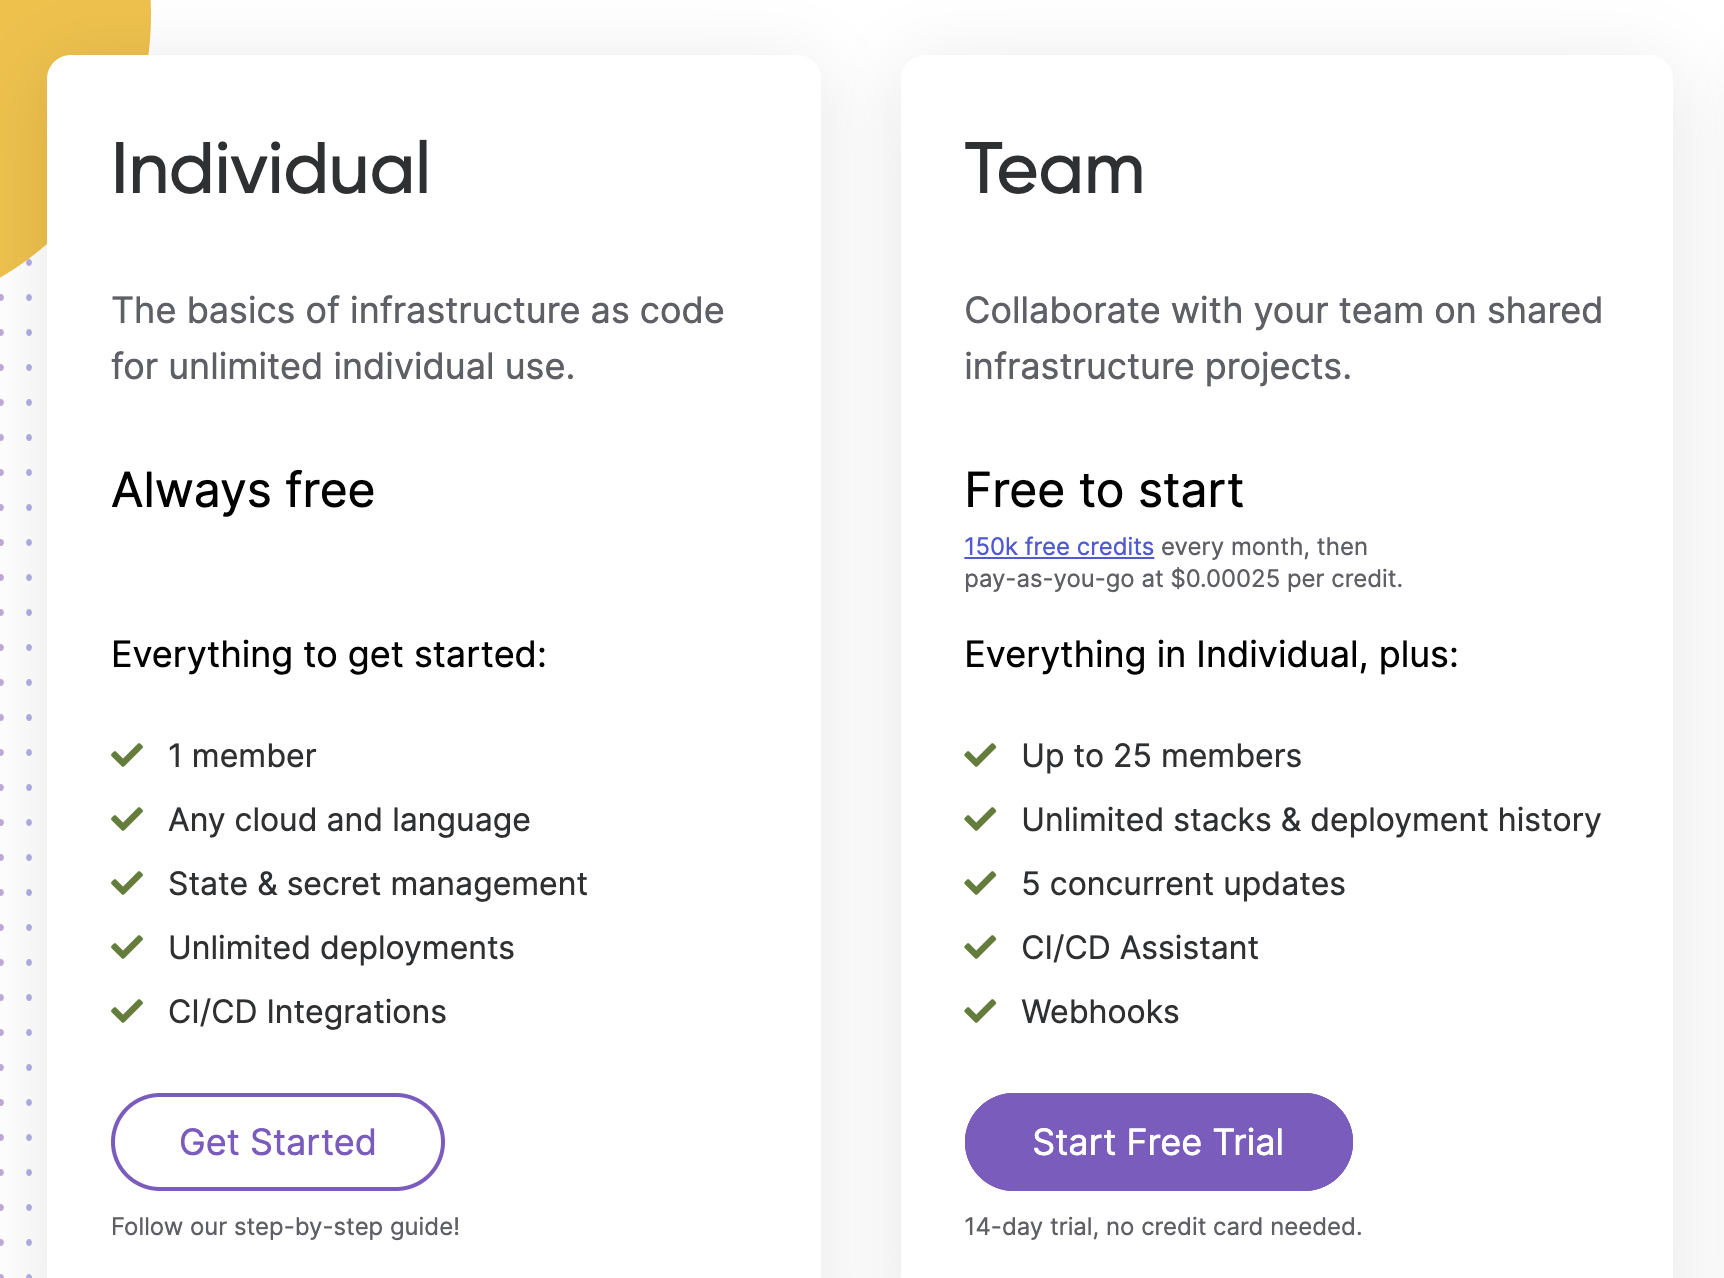 Individual
The basics of infrastructure as code
for unlimited individual use.
Always free
Everything to get started:
1 member
Any cloud and language
State & secret management
Unlimited deployments
CI/CD Integrations
Get Started
Follow our step-by-step guide!
Team
Collaborate with your team on shared
infrastructure projects.
Free to start
150k free credits every month, then
pay-as-you-go at $0.00025 per credit.
Everything in Individual, plus:
Up to 25 members
Unlimited stacks & deployment history
5 concurrent updates
CI/CD Assistant
Webhooks
Start Free Trial
14-day trial, no credit card needed.